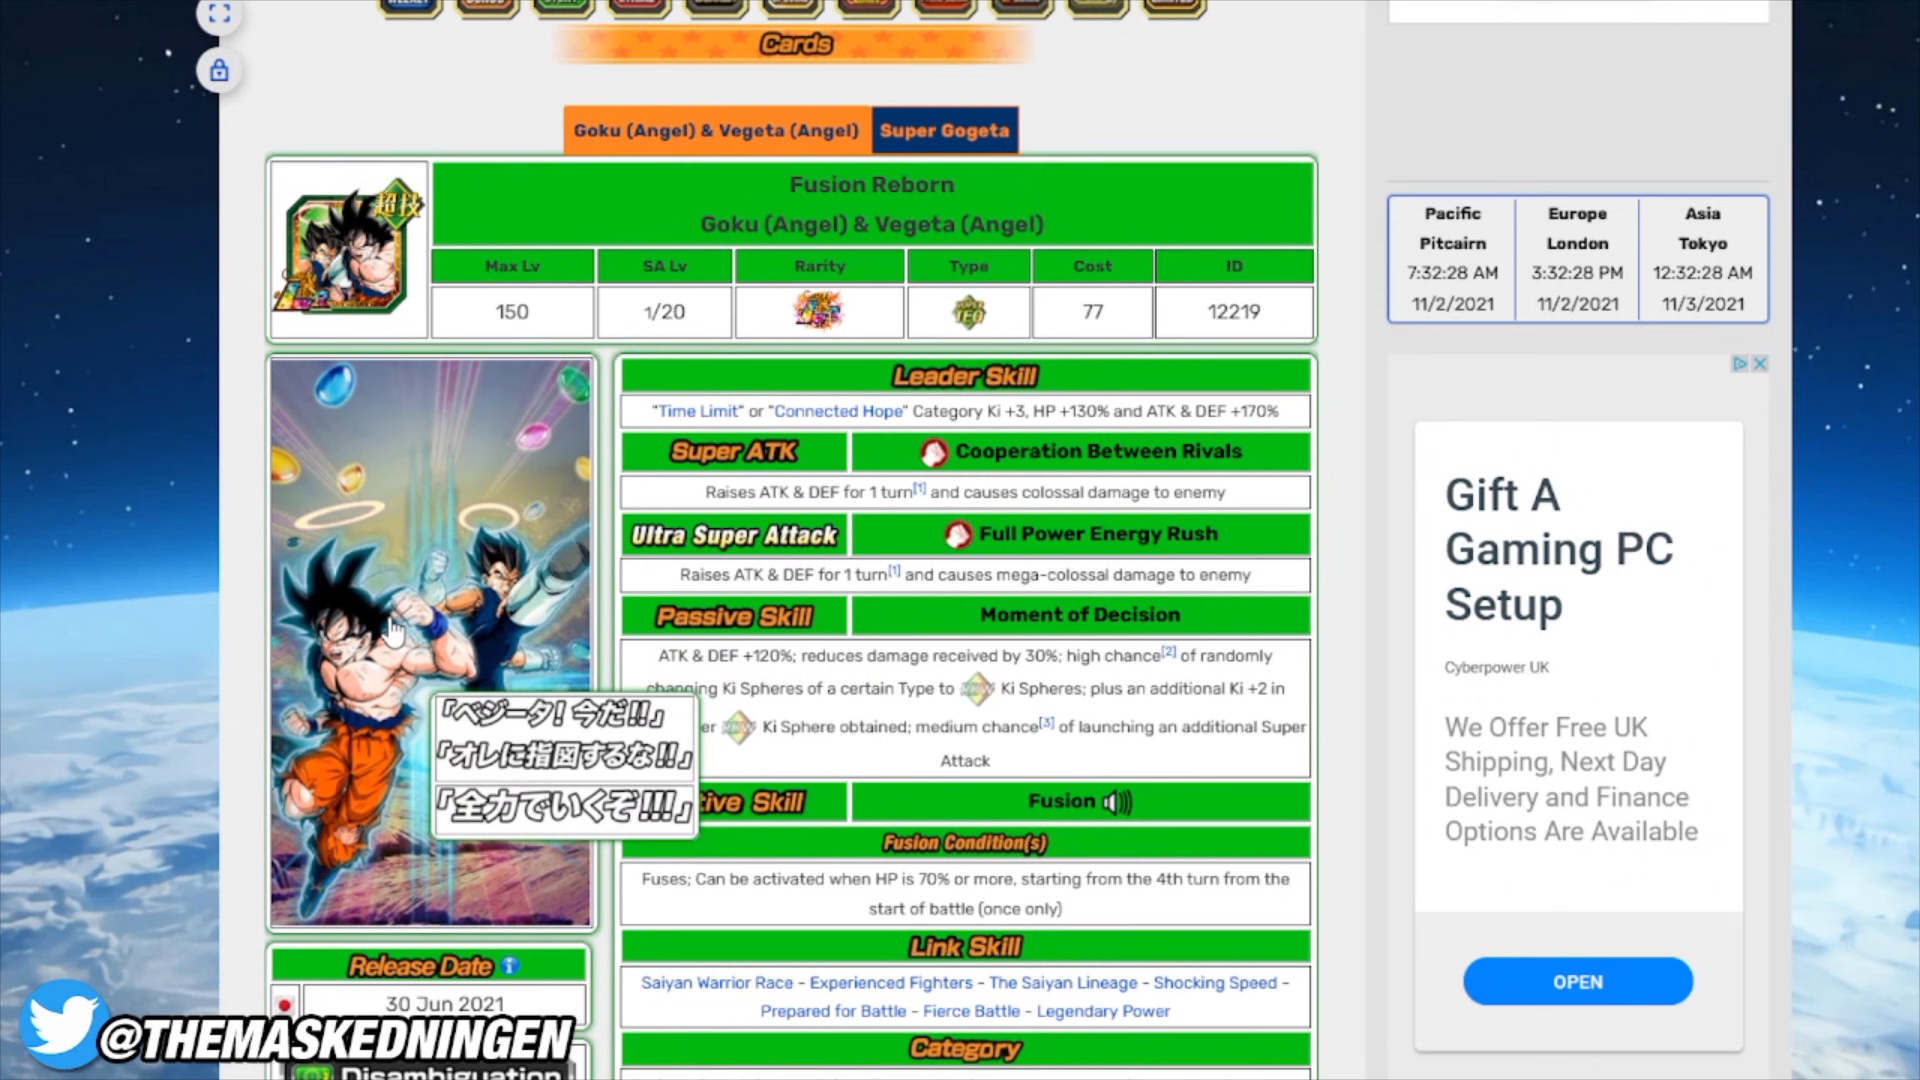 Cards
Goku (Angel) & Vegeta (Angel) Super Gogeta
超技
Fusion Reborn
Goku (Angel) & Vegeta (Angel)
Max Lv SA Lv Rarity Type Cost ID
150 1/20 LR SUPER TEQ 77 12219
Leader Skill
"Time Limit" or "Connected Hope" Category Ki +3, HP +130% and ATK & DEF +170%
Super ATK Cooperation Between Rivals
Raises ATK & DEF for 1 turn[1] and causes colossal damage to enemy
Ultra Super Attack Full Power Energy Rush
Raises ATK & DEF for 1 turn[1] and causes mega-colossal damage to enemy
Passive Skill Moment of Decision
ATK & DEF +120%; reduces damage received by 30%; high chance[2] of randomly
changing Ki Spheres of a certain Type to Ki Spheres; plus an additional Ki +2 in
er Ki Sphere obtained; medium chance[3] of launching an additional Super
Attack
「ベジータ! 今だ!!」
「オレに指図するな!!」
「全力でいくぞ!!!」
tive Skill Fusion
Fusion Condition(s)
Fuses; Can be activated when HP is 70% or more, starting from the 4th turn from the
start of battle (once only)
Link Skill
Saiyan Warrior Race - Experienced Fighters - The Saiyan Lineage - Shocking Speed -
Prepared for Battle - Fierce Battle - Legendary Power
Category
Release Date
30 Jun 2021
Disambiguation
@THEMASKEDNINGEN
Pacific Europe Asia
Pitcairn London Tokyo
7:32:28 AM 3:32:28 PM 12:32:28 AM
11/2/2021 11/2/2021 11/3/2021
Gift A
Gaming PC
Setup
Cyberpower UK
We Offer Free UK
Shipping, Next Day
Delivery and Finance
Options Are Available
OPEN